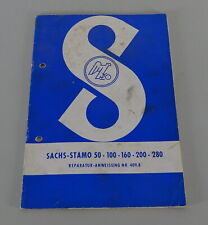 SACHS-STAMO 50 · 100 · 160 · 200 · 280
REPARATUR-ANWEISUNG NR. 409.8